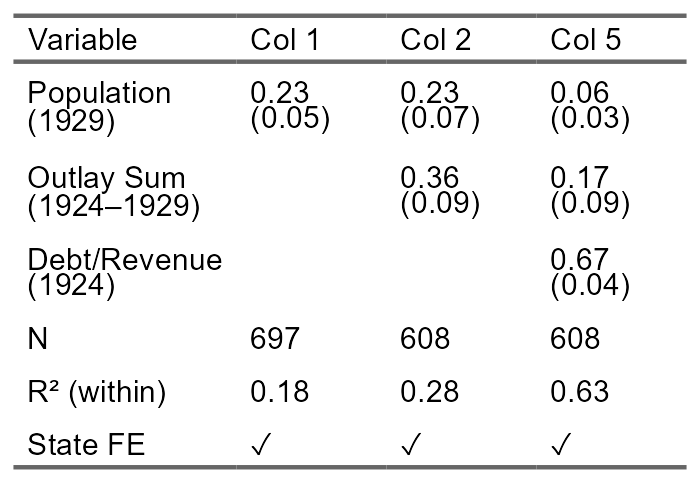 Variable Col 1 Col 2 Col 5
Population 0.23 0.23 0.06
(1929) (0.05) (0.07) (0.03)
Outlay Sum 0.36 0.17
(1924–1929) (0.09) (0.09)
Debt/Revenue 0.67
(1924) (0.04)
N 697 608 608
R² (within) 0.18 0.28 0.63
State FE ✓ ✓ ✓